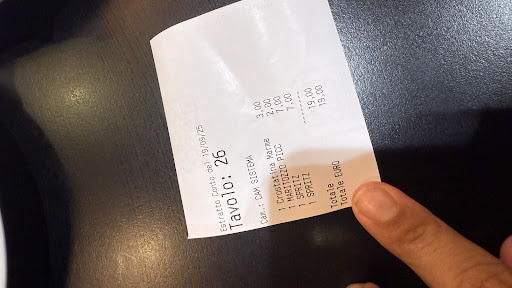 Estratto Conto del 19/09/25
Tavolo: 26
Cam.: CAM SISTEMA
1 Crostatina Marme 3,00
1 MARITOZZO PICC 2,00
1 SPRITZ 7,00
1 SPRITZ 7,00
Totale 19,00
Totale EURO 19,00